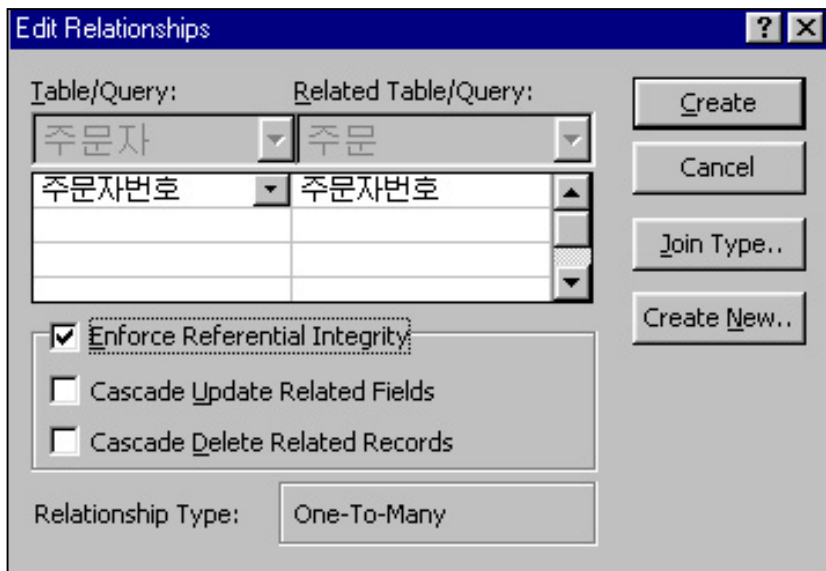 Edit Relationships
Table/Query: Related Table/Query:
주문자 주문
주문자번호 주문자번호
Enforce Referential Integrity
Cascade Update Related Fields
Cascade Delete Related Records
Relationship Type: One-To-Many
Create
Cancel
Join Type..
Create New..